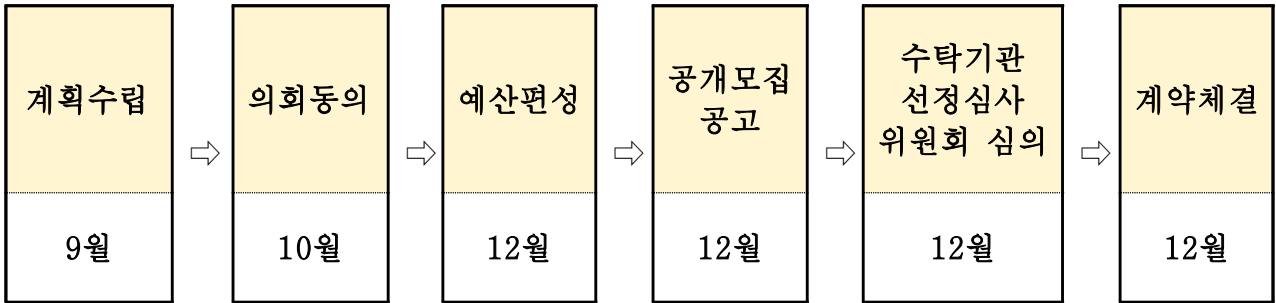 계획수립
9월
의회동의
10월
예산편성
12월
공개모집
공고
12월
수탁기관
선정심사
위원회 심의
12월
계약체결
12월